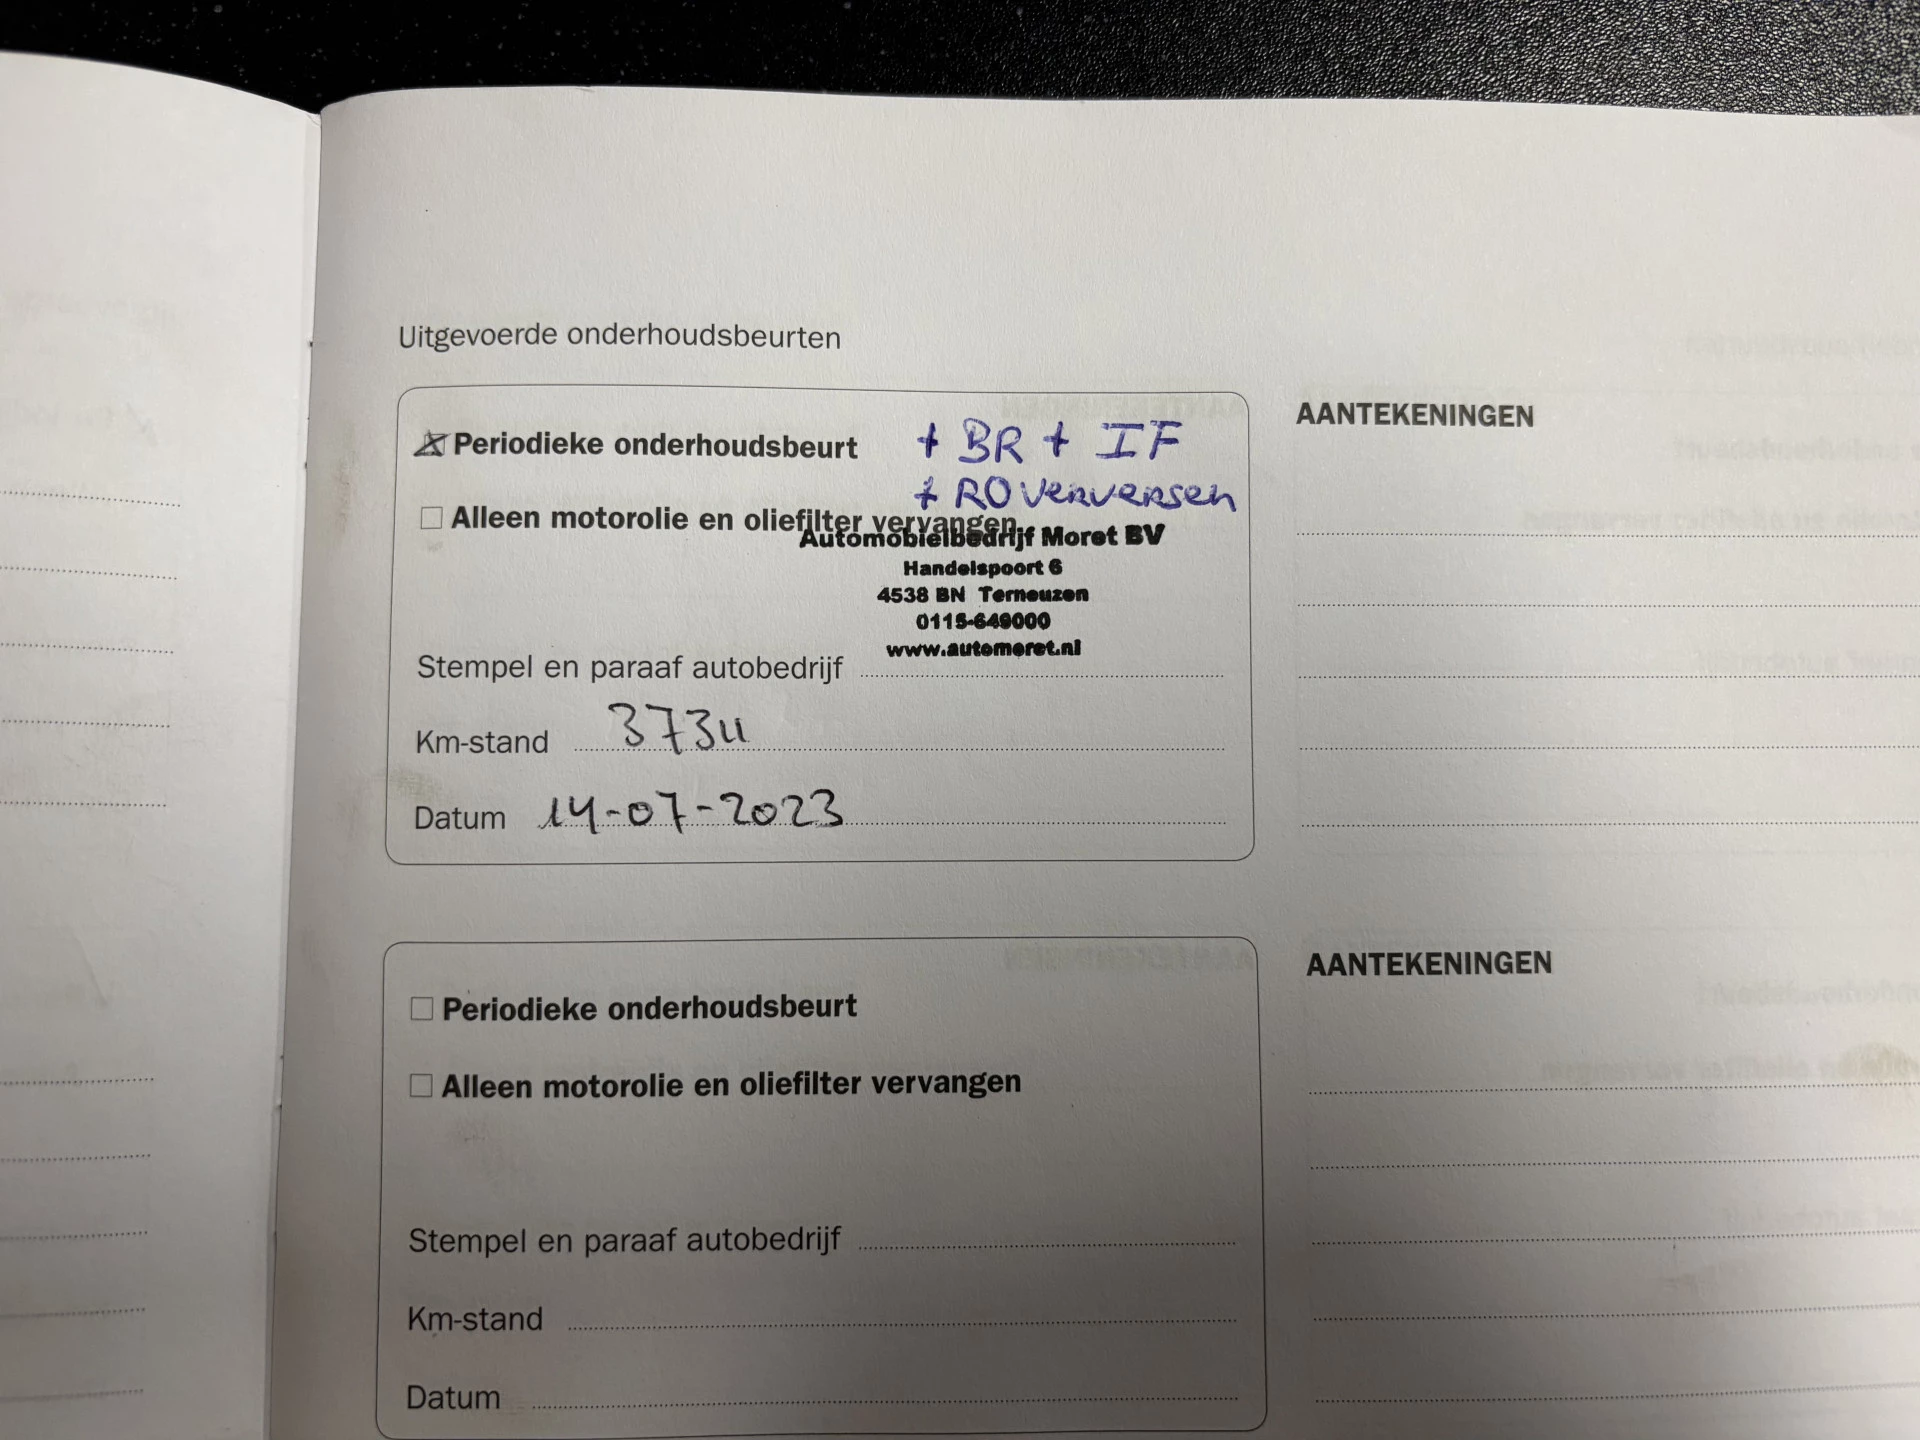 Uitgevoerde onderhoudsbeurten
Periodieke onderhoudsbeurt + BR + IF
+ RO verversen
Alleen motorolie en oliefilter vervangen
Automobielbedrijf Moret BV
Handelspoort 6
4538 BN Terneuzen
0115-649000
www.automoret.nl
Stempel en paraaf autobedrijf
Km-stand 3734
Datum 14-07-2023
AANTEKENINGEN
Periodieke onderhoudsbeurt
Alleen motorolie en oliefilter vervangen
Stempel en paraaf autobedrijf
Km-stand
Datum
AANTEKENINGEN